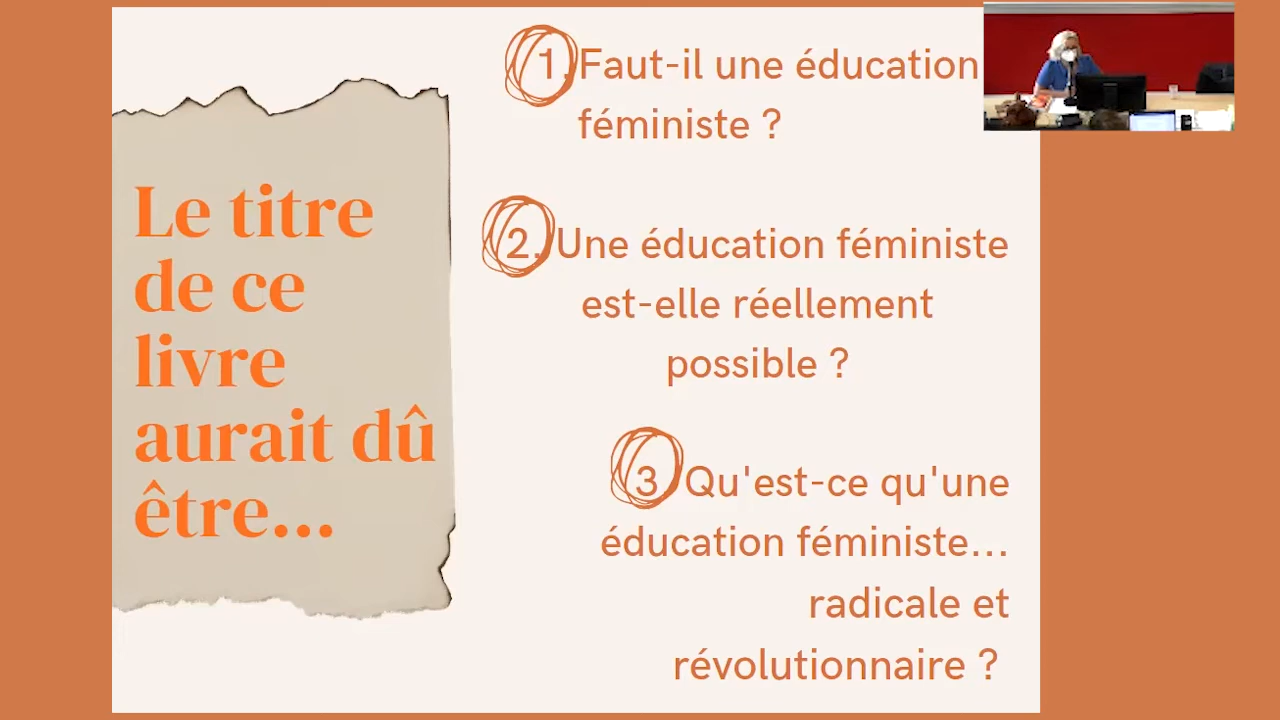 Le titre
de ce
livre
aurait dû
être...
1. Faut-il une éducation
féministe ?
2. Une éducation féministe
est-elle réellement
possible ?
3. Qu'est-ce qu'une
éducation féministe...
radicale et
révolutionnaire ?